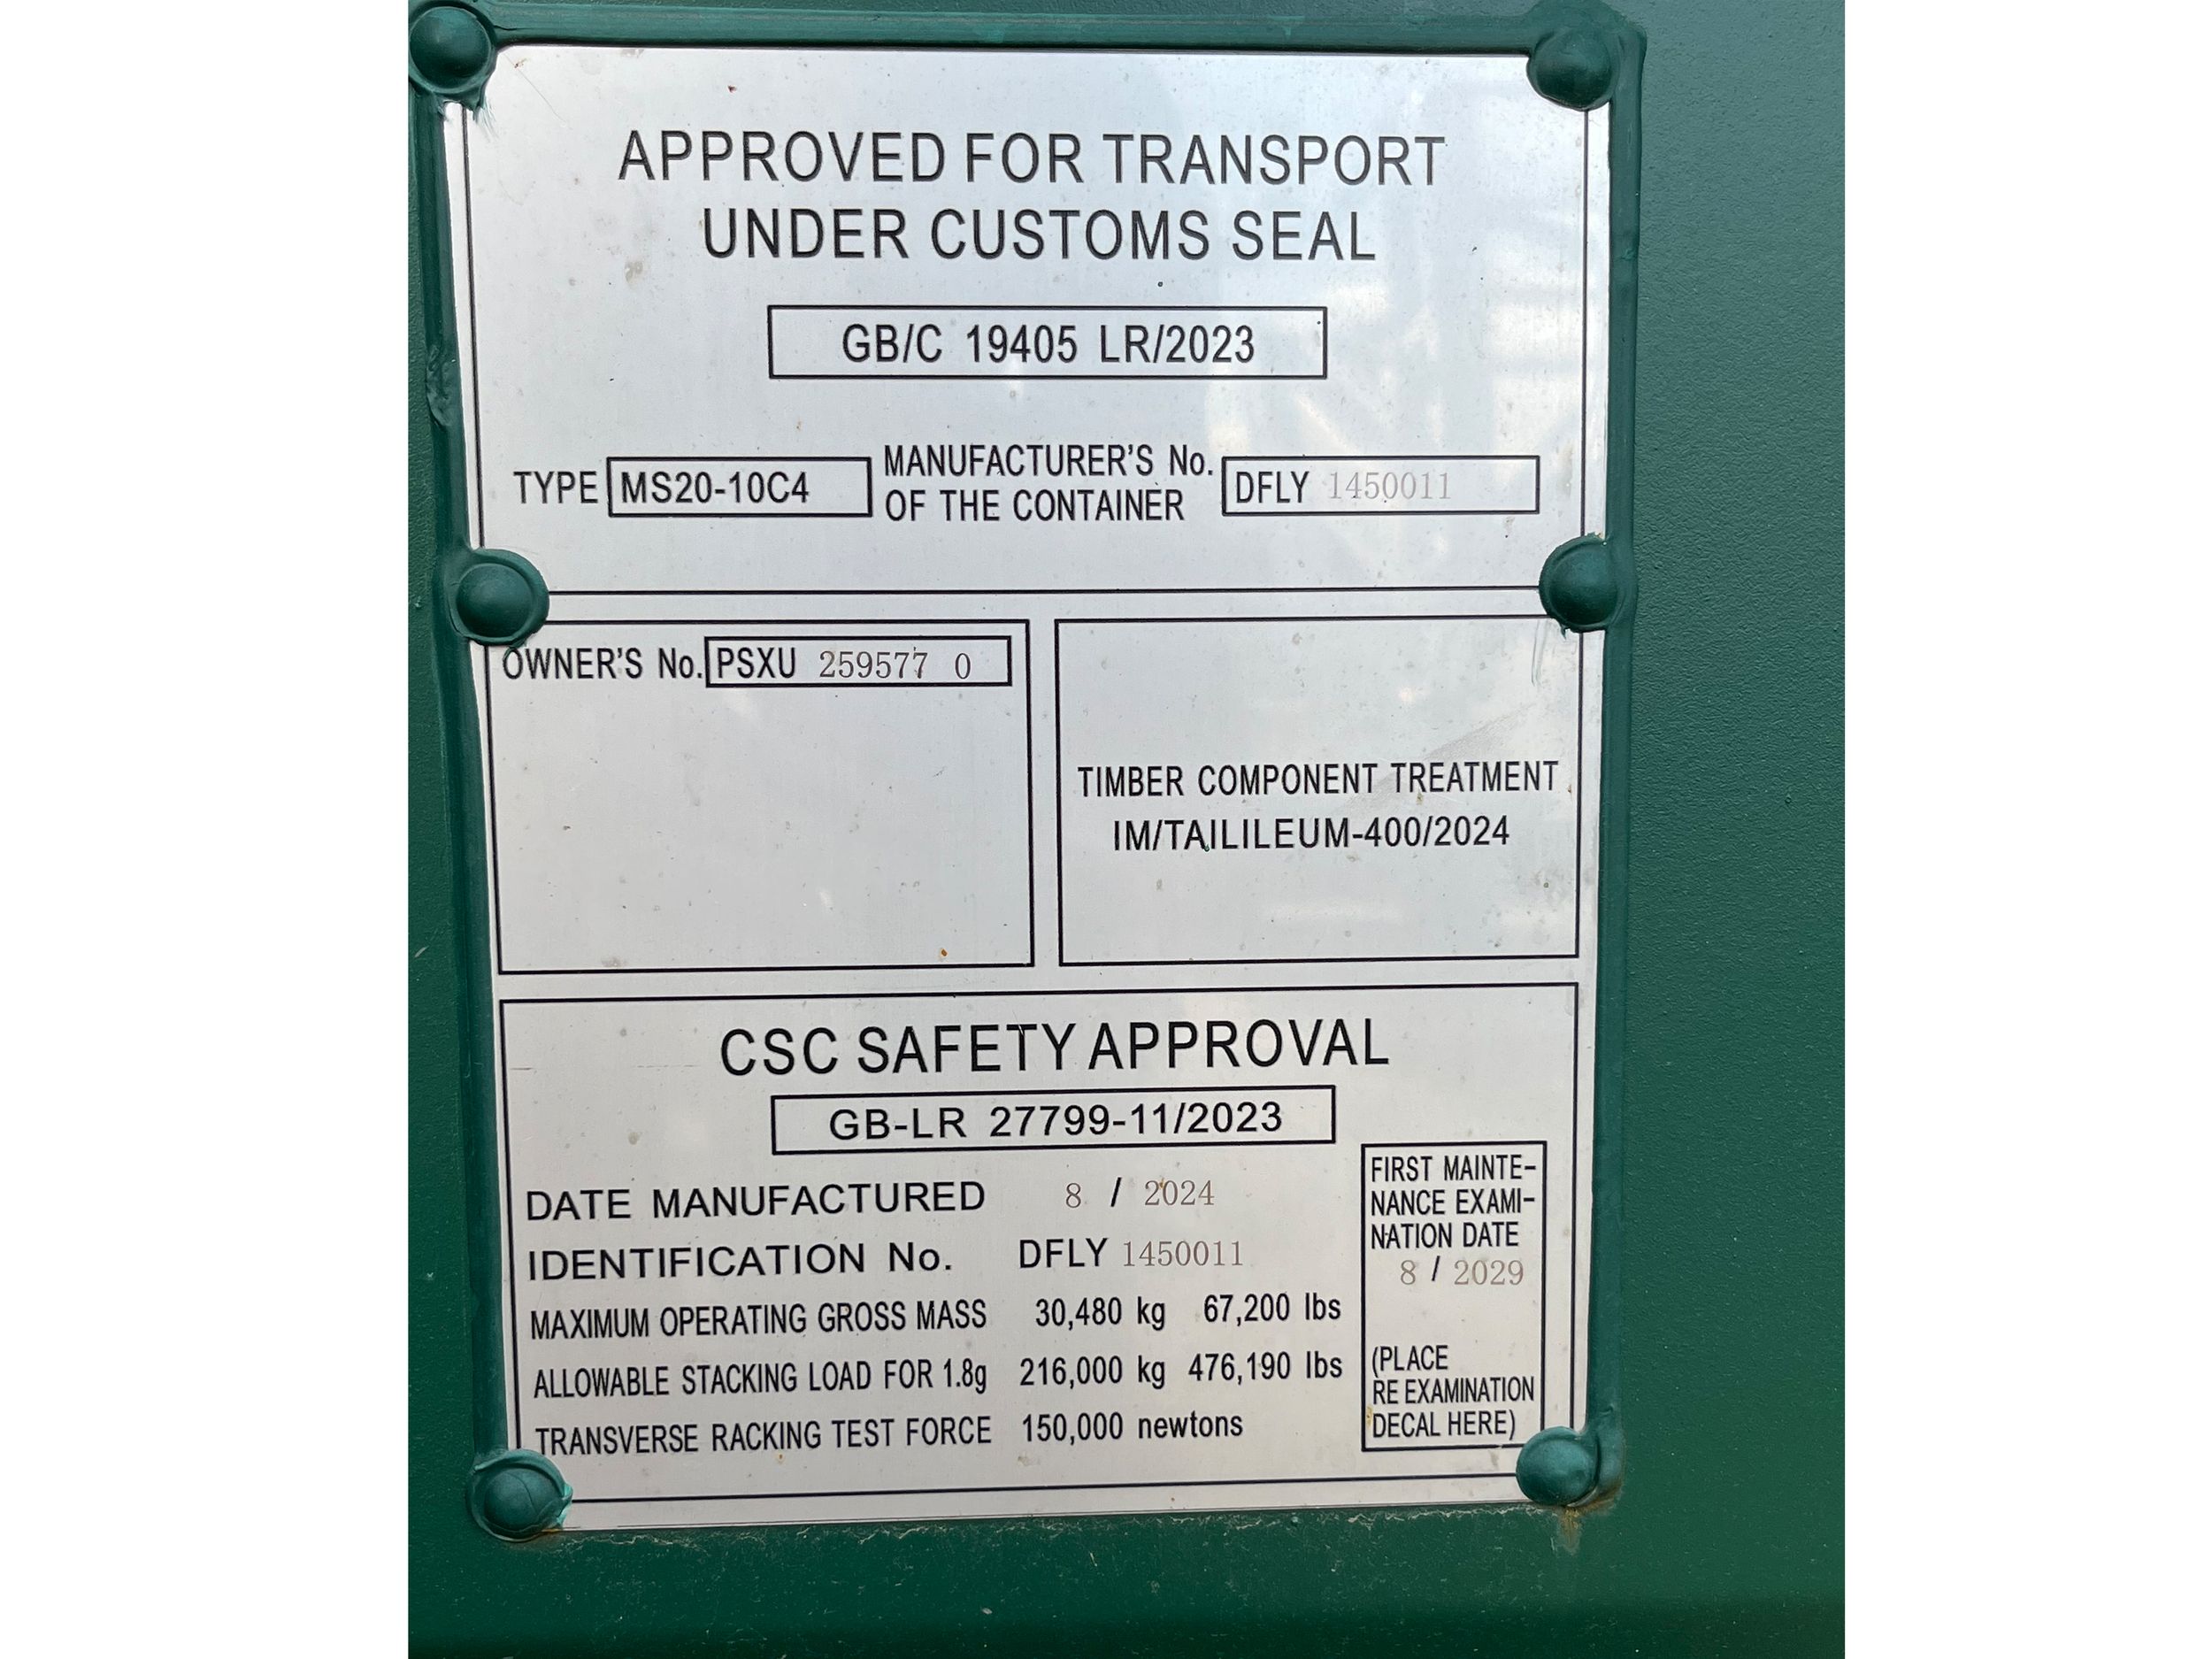 APPROVED FOR TRANSPORT
UNDER CUSTOMS SEAL
GB/C 19405 LR/2023
TYPE MS20-10C4
MANUFACTURER'S No.
OF THE CONTAINER
DFLY 1450011
OWNER'S No. PSXU 259577 0
TIMBER COMPONENT TREATMENT
IM/TAILILEUM-400/2024
CSC SAFETY APPROVAL
GB-LR 27799-11/2023
DATE MANUFACTURED 8 / 2024
IDENTIFICATION No. DFLY 1450011
MAXIMUM OPERATING GROSS MASS 30,480 kg 67,200 lbs
ALLOWABLE STACKING LOAD FOR 1.8g 216,000 kg 476,190 lbs
TRANSVERSE RACKING TEST FORCE 150,000 newtons
FIRST MAINTE-
NANCE EXAMI-
NATION DATE
8 / 2029
(PLACE
RE EXAMINATION
DECAL HERE)